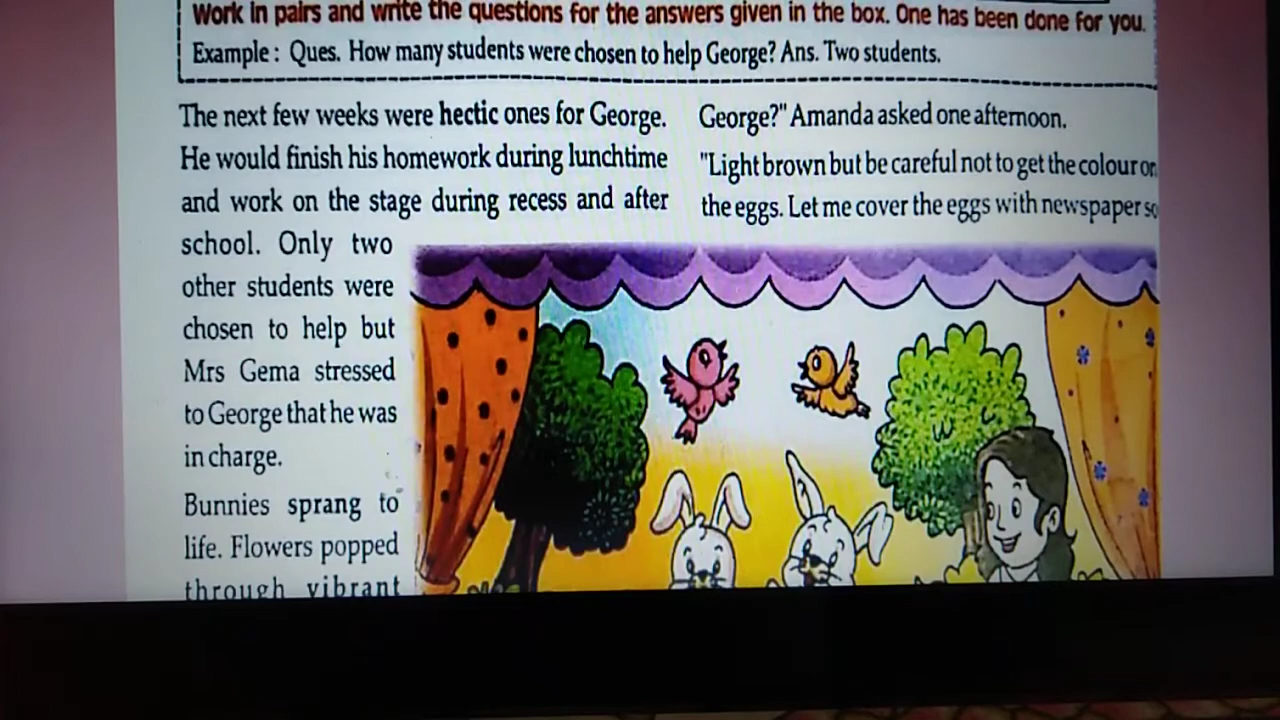 Work in pairs and write the questions for the answers given in the box. One has been done for you.
Example : Ques. How many students were chosen to help George? Ans. Two students.
The next few weeks were hectic ones for George.
He would finish his homework during lunchtime
and work on the stage during recess and after
school. Only two
other students were
chosen to help but
Mrs Gema stressed
to George that he was
in charge.
Bunnies sprang to
life. Flowers popped
through vibrant
George?" Amanda asked one afternoon.
"Light brown but be careful not to get the colour on
the eggs. Let me cover the eggs with newspaper so